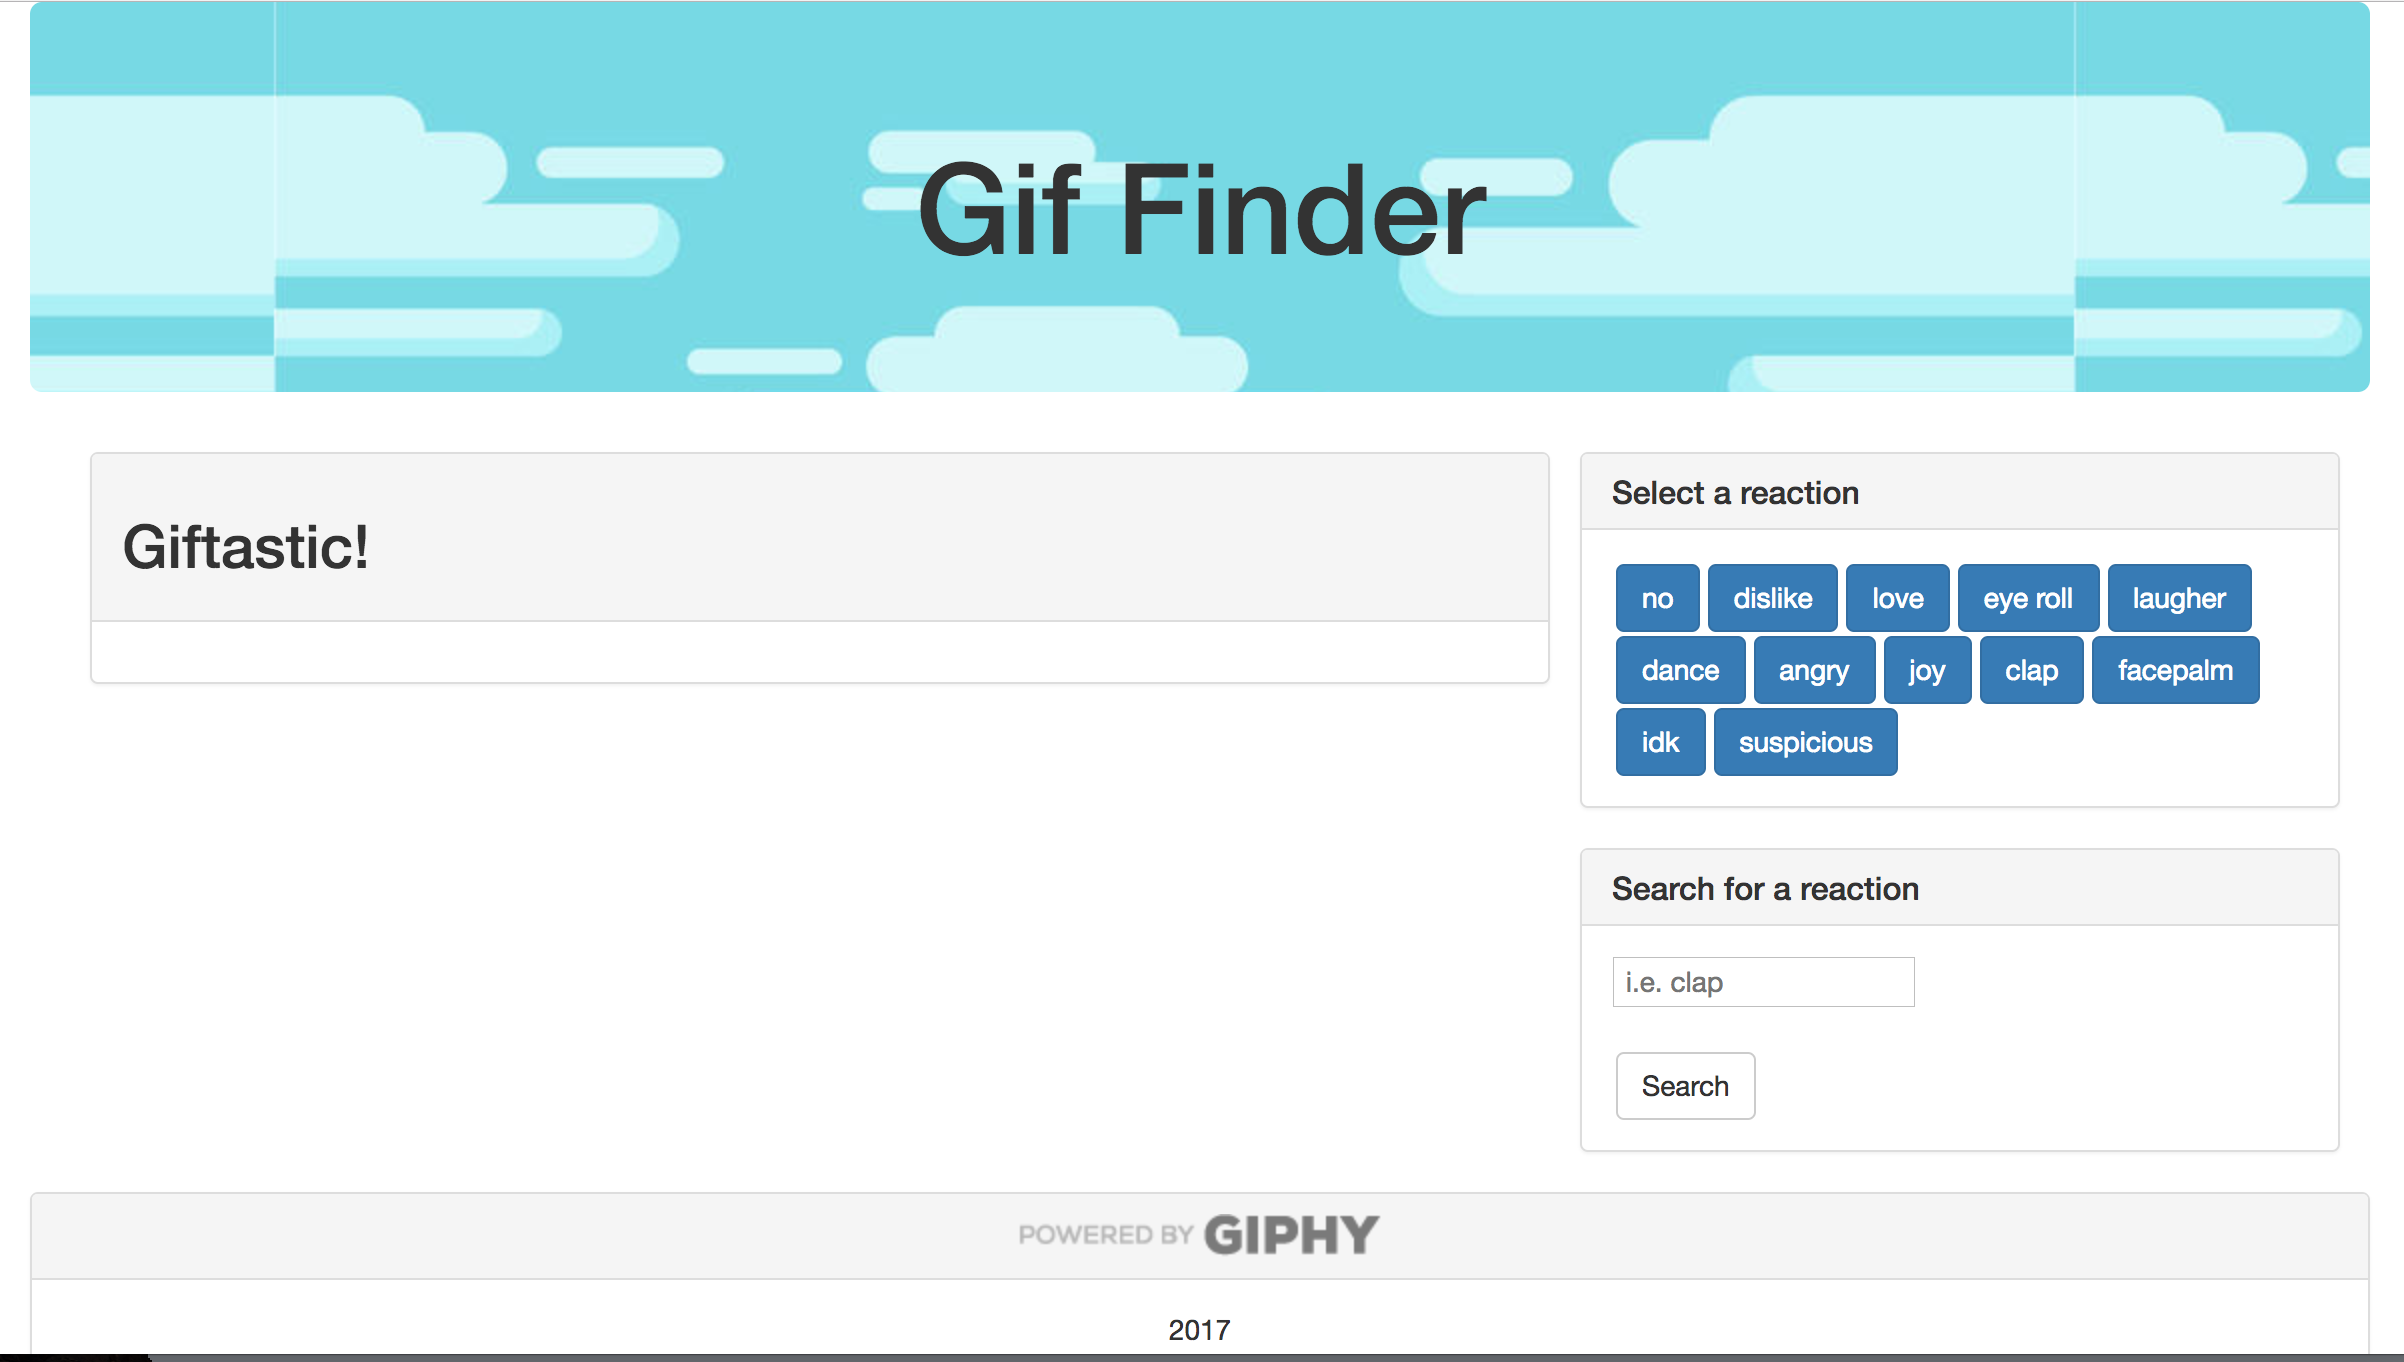 Gif Finder
Giftastic!
Select a reaction
no dislike love eye roll laugher
dance angry joy clap facepalm
idk suspicious
Search for a reaction
i.e. clap
Search
POWERED BY GIPHY
2017